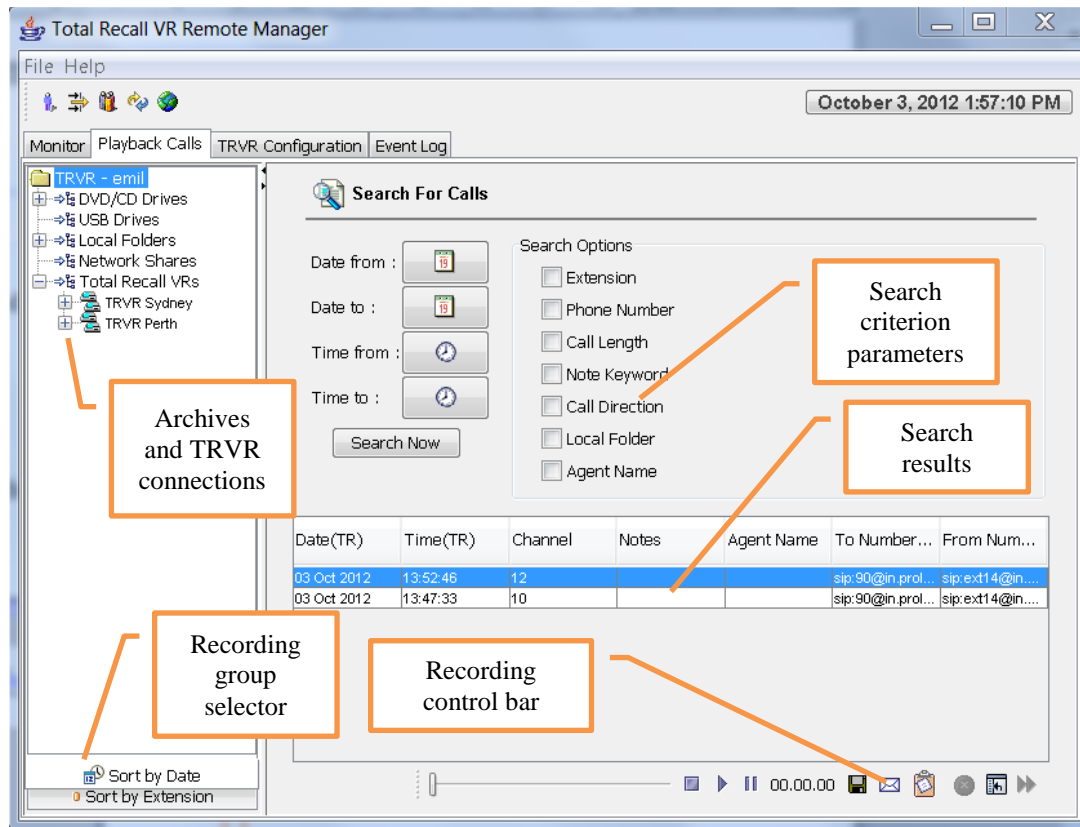 Total Recall VR Remote Manager
File Help
October 3, 2012 1:57:10 PM
Monitor Playback Calls TRVR Configuration Event Log
TRVR - emil
DVD/CD Drives
USB Drives
Local Folders
Network Shares
Total Recall VRs
TRVR Sydney
TRVR Perth
Archives
and TRVR
connections
Search For Calls
Date from :
19
Date to :
19
Time from :
Time to :
Search Now
Search Options
Extension
Phone Number
Call Length
Note Keyword
Call Direction
Local Folder
Agent Name
Search
criterion
parameters
Search
results
Date(TR) Time(TR) Channel Notes Agent Name To Number... From Num...
03 Oct 2012 13:52:46 12 sip:90@in.prol... sip:ext14@in....
03 Oct 2012 13:47:33 10 sip:90@in.prol... sip:ext14@in....
Recording
group
selector
Recording
control bar
Sort by Date
Sort by Extension
00.00.00